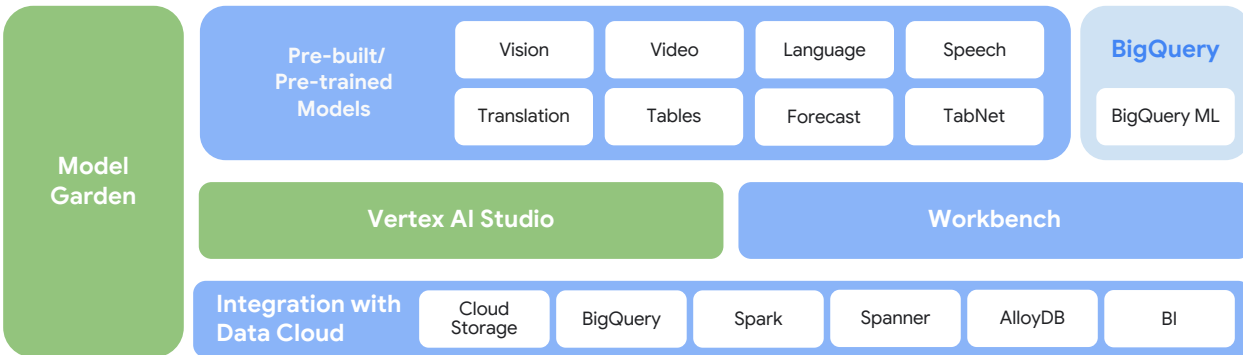 Model
Garden
Pre-built/
Pre-trained
Models
Vision
Video
Language
Speech
Translation
Tables
Forecast
TabNet
BigQuery
BigQuery ML
Vertex AI Studio
Workbench
Integration with
Data Cloud
Cloud
Storage
BigQuery
Spark
Spanner
AlloyDB
BI